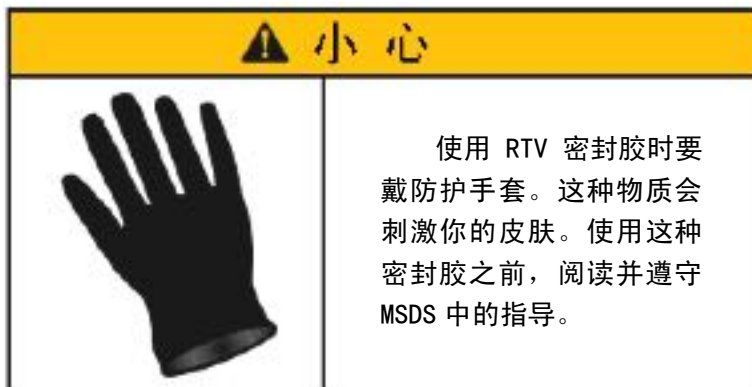 小心
使用 RTV 密封胶时要
戴防护手套。这种物质会
刺激你的皮肤。使用这种
密封胶之前，阅读并遵守
MSDS 中的指导。